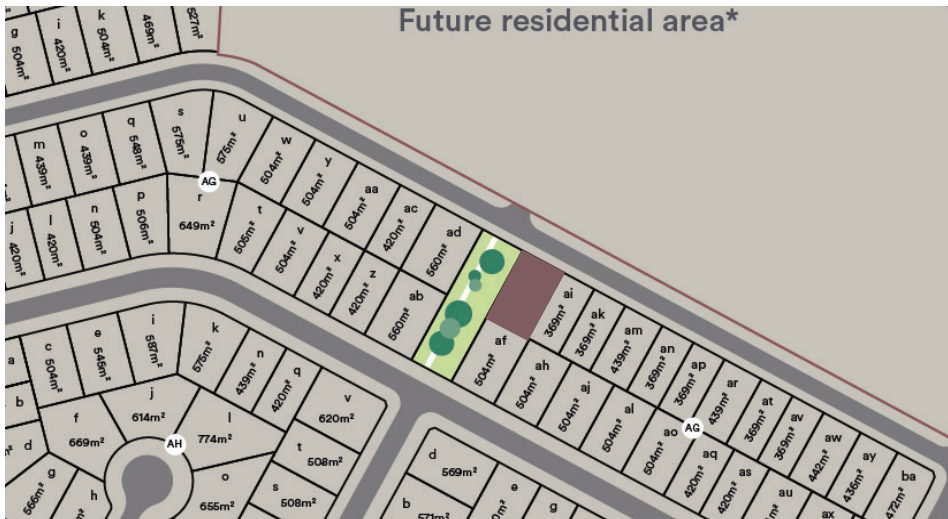 Future residential area*
g
504m²
i
420m²
k
504m²
469m²
527m²
m
439m²
o
439m²
q
548m²
s
575m²
u
575m²
w
504m²
y
504m²
aa
504m²
ac
420m²
ad
560m²
AG
j
420m²
l
420m²
n
504m²
p
506m²
r
649m²
t
505m²
v
504m²
x
420m²
z
420m²
ab
560m²
af
504m²
ah
504m²
aj
504m²
al
504m²
ao
504m²
aq
420m²
as
420m²
au
ax
ai
369m²
ak
369m²
am
439m²
an
369m²
ap
369m²
ar
439m²
at
369m²
av
369m²
aw
442m²
ay
436m²
ba
472m²
AG
a
c
504m²
e
545m²
i
587m²
k
575m²
n
439m²
q
420m²
v
620m²
b
d
f
669m²
j
614m²
l
774m²
AH
t
508m²
g
566m²
h
o
655m²
s
508m²
d
569m²
b
571m²
e
g